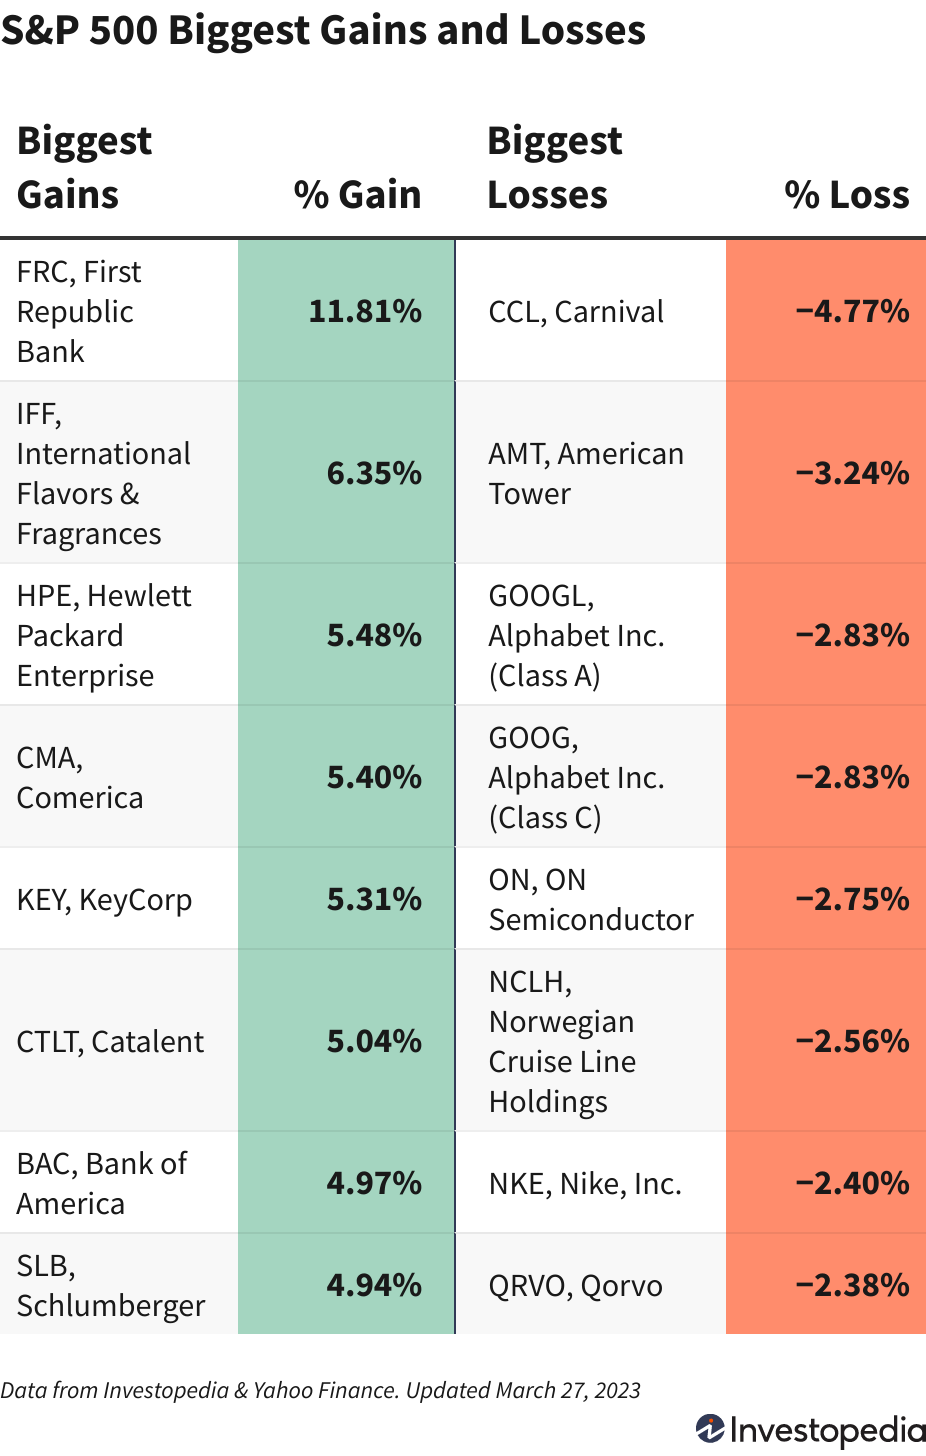 S&P 500 Biggest Gains and Losses
Biggest
Gains
% Gain
Biggest
Losses
% Loss
FRC, First
Republic
Bank
11.81%
CCL, Carnival
−4.77%
IFF,
International
Flavors &
Fragrances
6.35%
AMT, American
Tower
−3.24%
HPE, Hewlett
Packard
Enterprise
5.48%
GOOGL,
Alphabet Inc.
(Class A)
−2.83%
CMA,
Comerica
5.40%
GOOG,
Alphabet Inc.
(Class C)
−2.83%
KEY, KeyCorp
5.31%
ON, ON
Semiconductor
−2.75%
CTLT, Catalent
5.04%
NCLH,
Norwegian
Cruise Line
Holdings
−2.56%
BAC, Bank of
America
4.97%
NKE, Nike, Inc.
−2.40%
SLB,
Schlumberger
4.94%
QRVO, Qorvo
−2.38%
Data from Investopedia & Yahoo Finance. Updated March 27, 2023
Investopedia